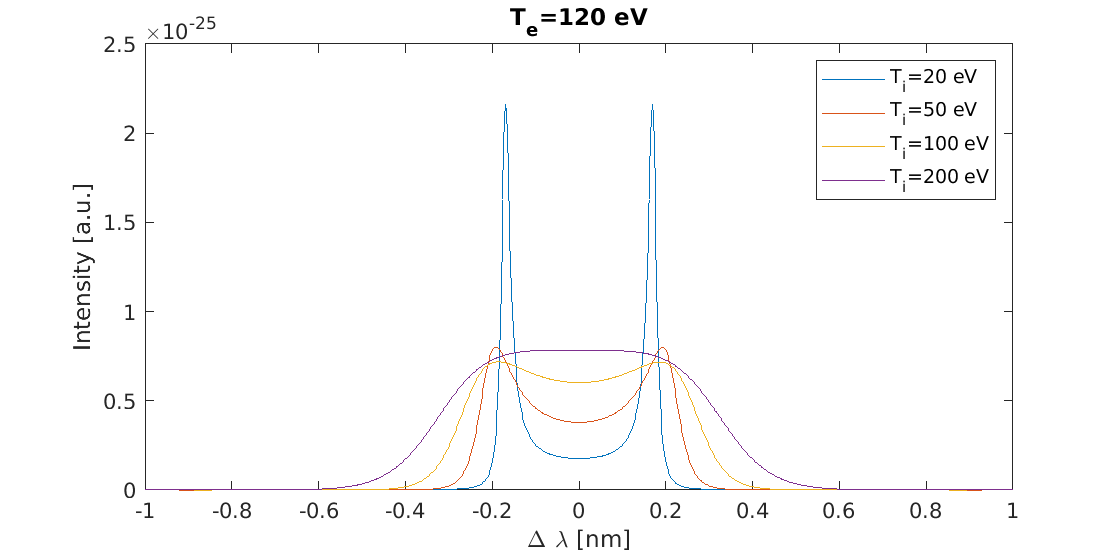 T_e=120 eV
×10^-25
2.5
2
1.5
1
0.5
0
Intensity [a.u.]
T_i=20 eV
T_i=50 eV
T_i=100 eV
T_i=200 eV
-1 -0.8 -0.6 -0.4 -0.2 0 0.2 0.4 0.6 0.8 1
Δ λ [nm]